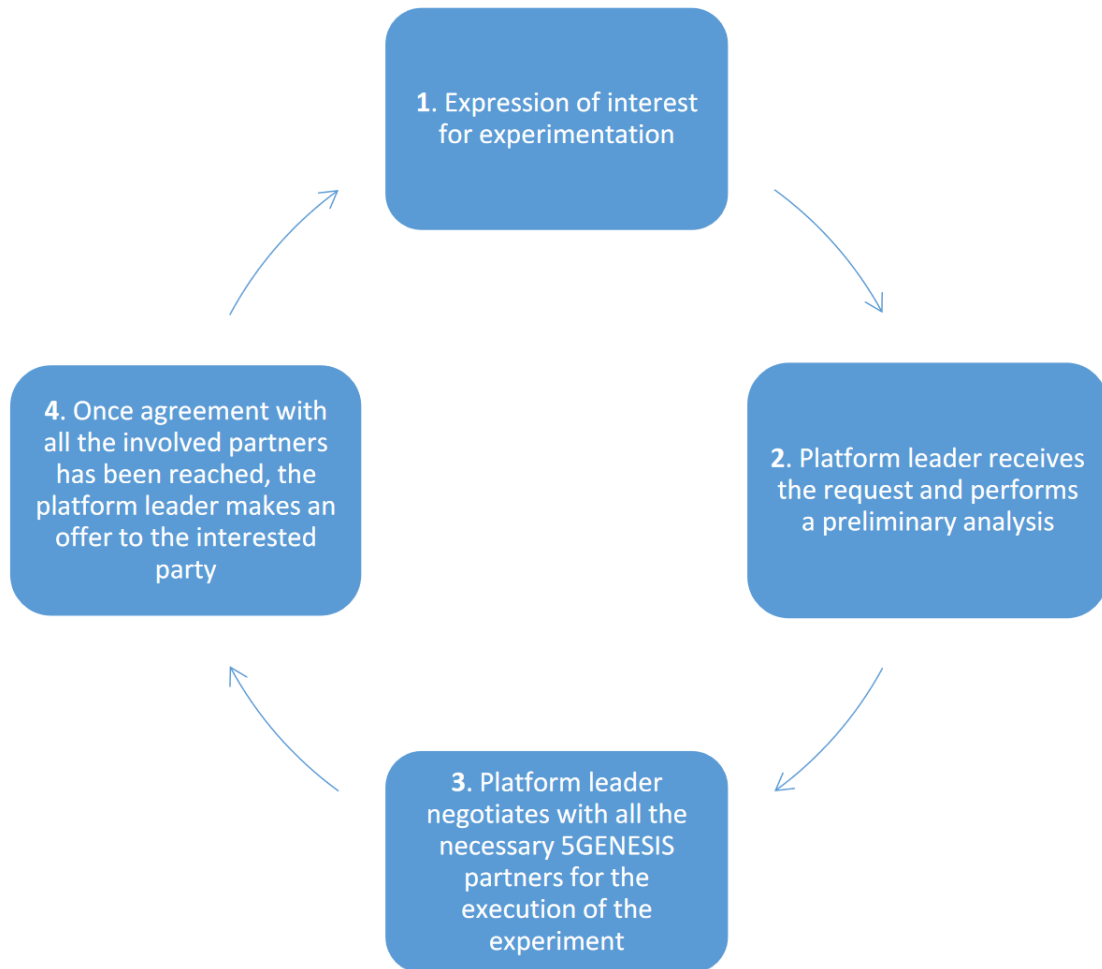 1. Expression of interest
for experimentation
2. Platform leader receives
the request and performs
a preliminary analysis
3. Platform leader
negotiates with all the
necessary 5GENESIS
partners for the
execution of the
experiment
4. Once agreement with
all the involved partners
has been reached, the
platform leader makes an
offer to the interested
party